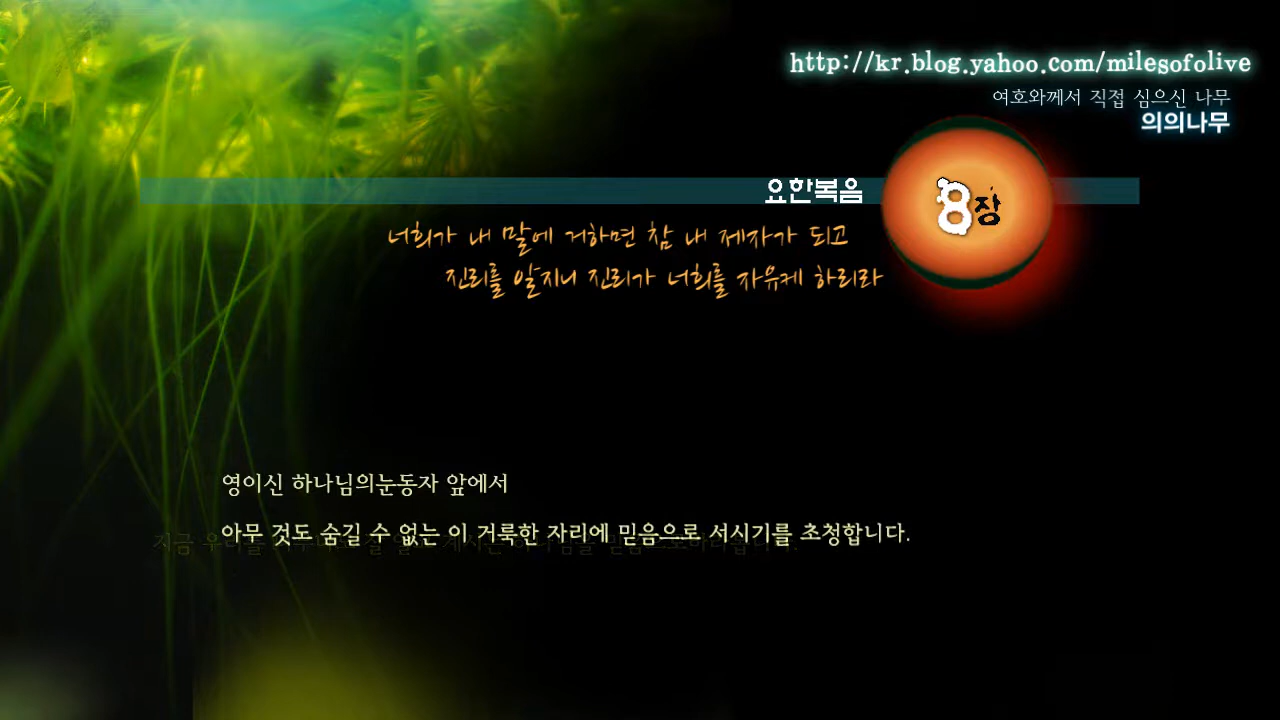 http://kr.blog.yahoo.com/milesofolive
여호와께서 직접 심으신 나무
의의나무
요한복음
8장
너희가 내 말에 거하면 참 내 제자가 되고
진리를 알지니 진리가 너희를 자유케 하리라
영이신 하나님의눈동자 앞에서
아무 것도 숨길 수 없는 이 거룩한 자리에 믿음으로 서시기를 초청합니다.